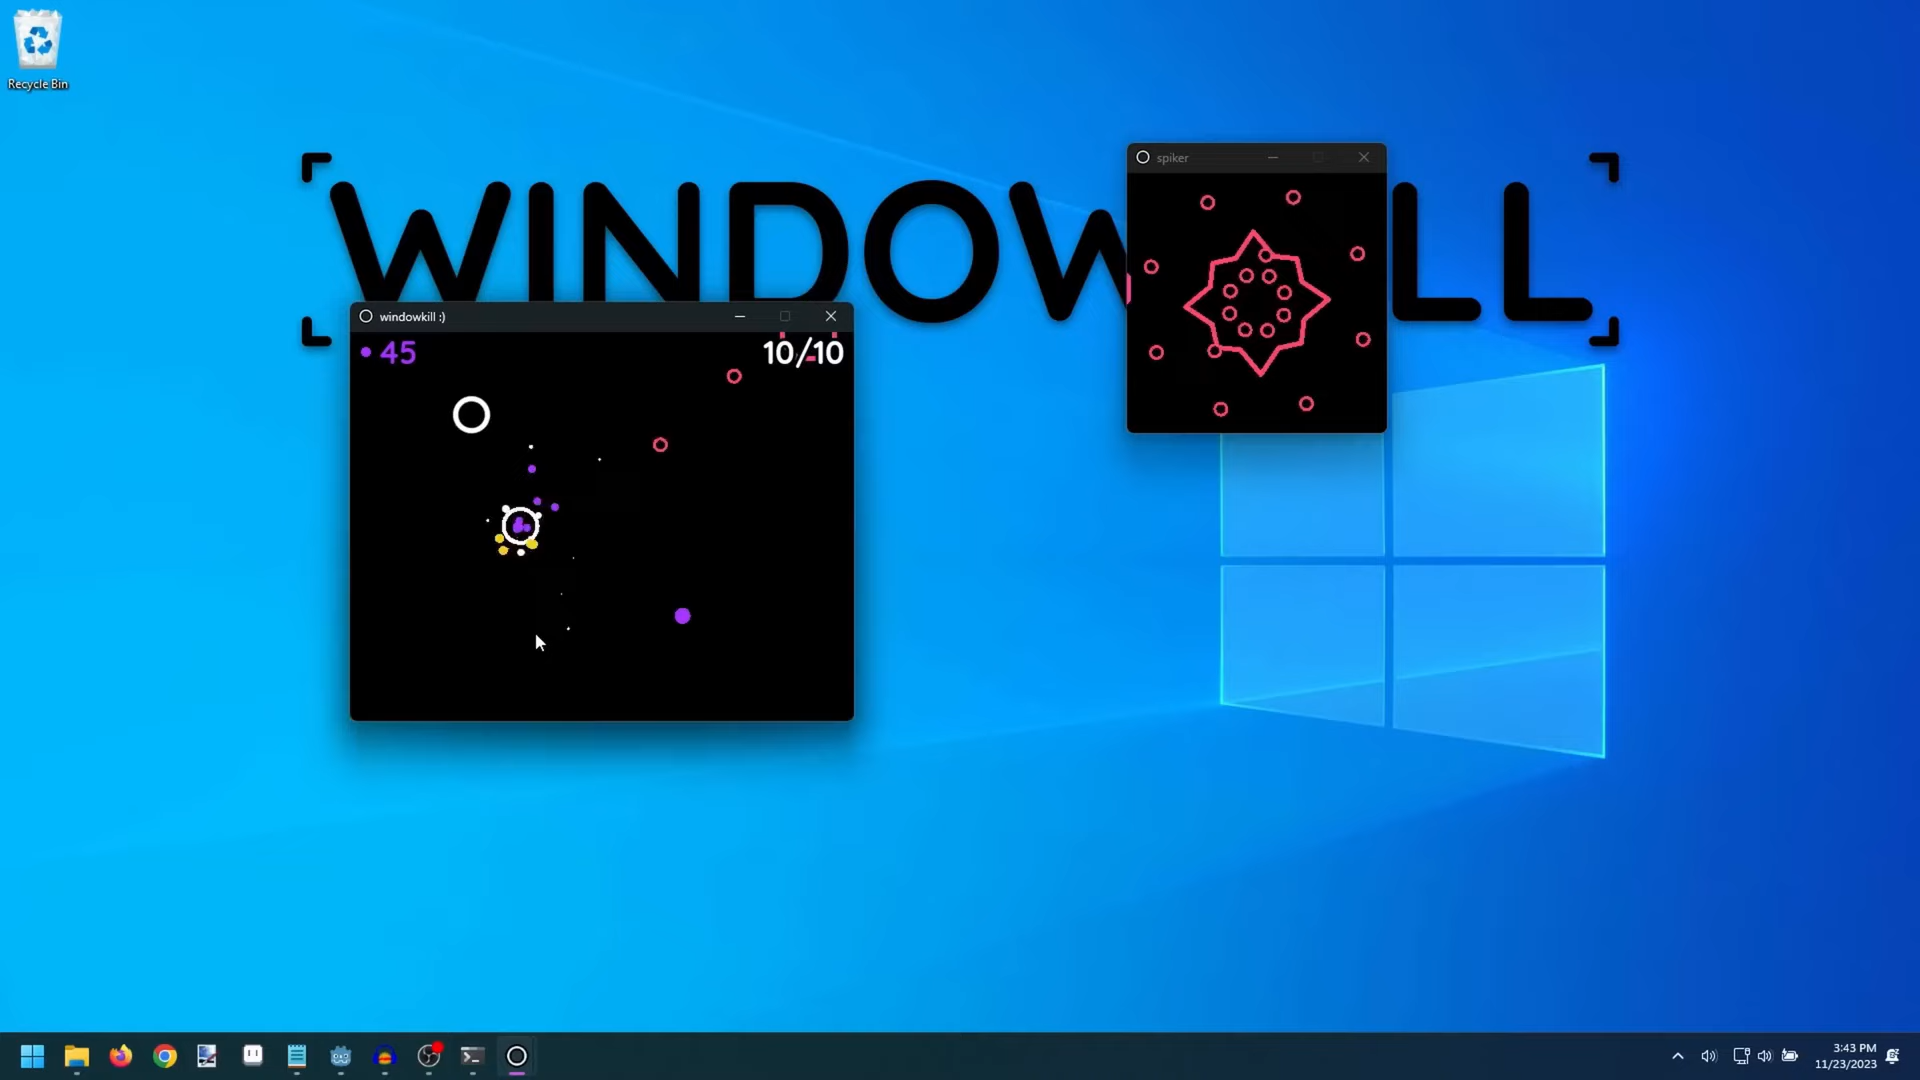 Recycle Bin
WINDOW LL
spiker
windowkill :)
45
10/10
3:43 PM
11/23/2023